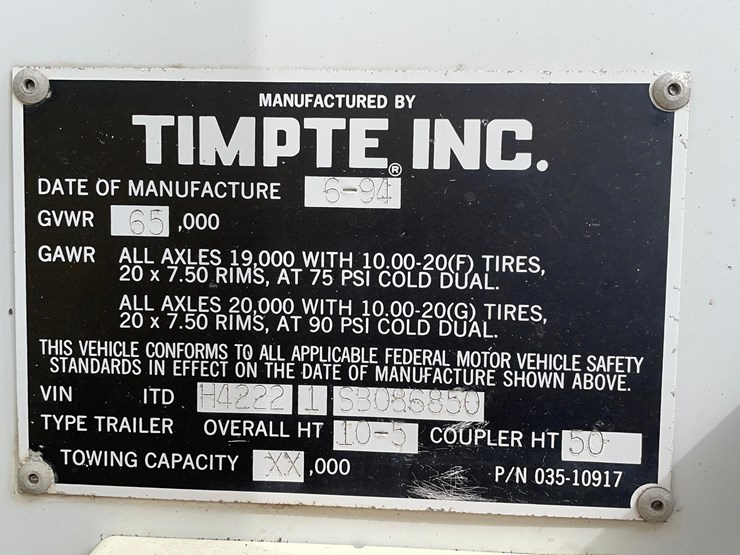 MANUFACTURED BY
TIMPTE® INC.
DATE OF MANUFACTURE 6-94
GVWR 65,000
GAWR ALL AXLES 19,000 WITH 10.00-20(F) TIRES,
20 x 7.50 RIMS, AT 75 PSI COLD DUAL.
ALL AXLES 20,000 WITH 10.00-20(G) TIRES,
20 x 7.50 RIMS, AT 90 PSI COLD DUAL.
THIS VEHICLE CONFORMS TO ALL APPLICABLE FEDERAL MOTOR VEHICLE SAFETY
STANDARDS IN EFFECT ON THE DATE OF MANUFACTURE SHOWN ABOVE.
VIN 1TD H4222 1 SB086850
TYPE TRAILER OVERALL HT 10-5 COUPLER HT 50
TOWING CAPACITY XX,000 P/N 035-10917